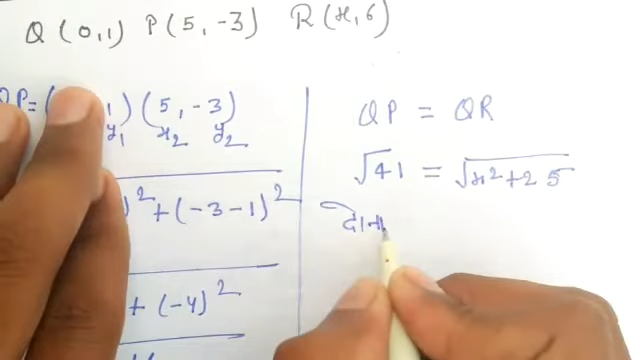 Q (0,1) P (5,-3) R (x,6)
QP = ( 1) (5,-3)
y₁ x₂ y₂
)² + (-3-1)²
+ (-4)²
QP = QR
√41 = √x²+25